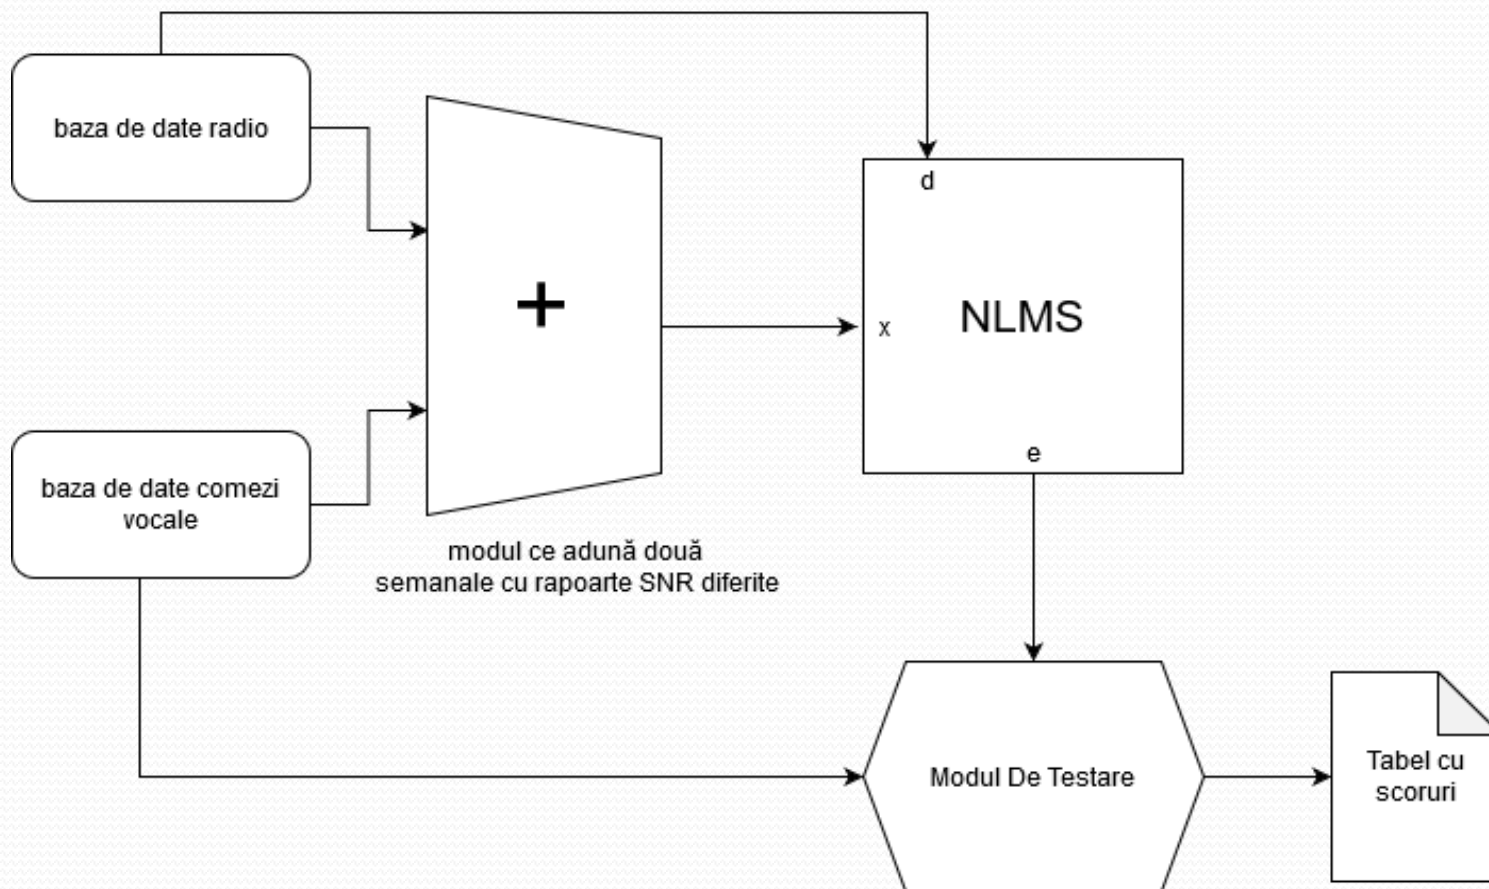 baza de date radio
d
+
NLMS
x
e
baza de date comezi
vocale
modul ce adună două
semanale cu rapoarte SNR diferite
Modul De Testare
Tabel cu
scoruri